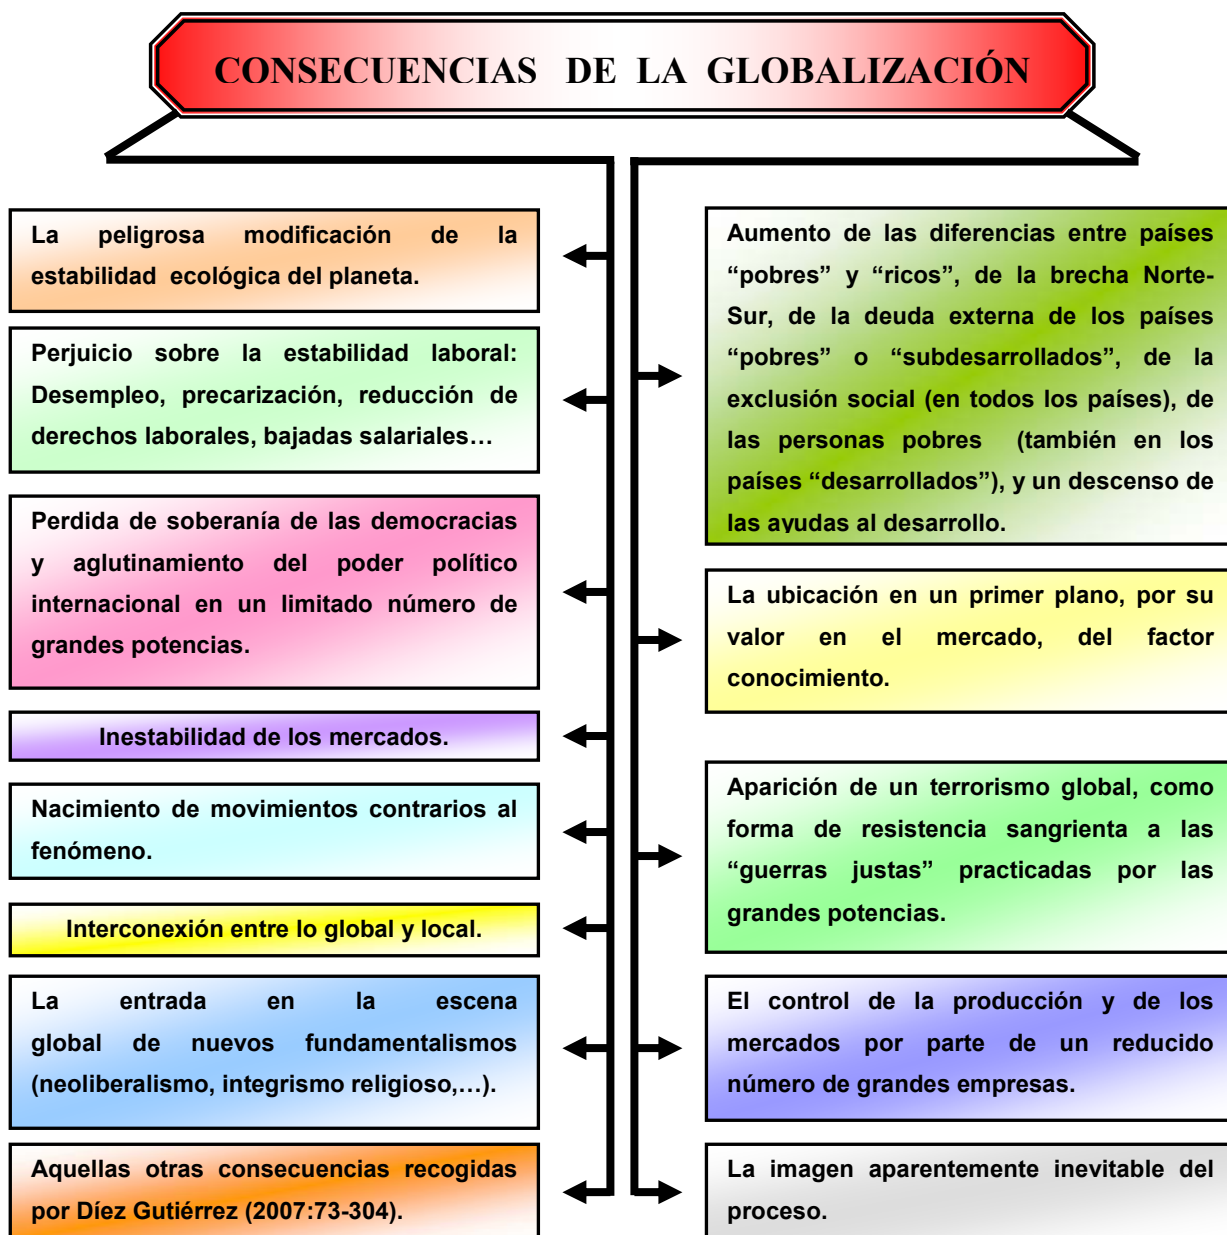 CONSECUENCIAS DE LA GLOBALIZACIÓN
La peligrosa modificación de la
estabilidad ecológica del planeta.
Perjuicio sobre la estabilidad laboral:
Desempleo, precarización, reducción de
derechos laborales, bajadas salariales…
Perdida de soberanía de las democracias
y aglutinamiento del poder político
internacional en un limitado número de
grandes potencias.
Inestabilidad de los mercados.
Nacimiento de movimientos contrarios al
fenómeno.
Interconexión entre lo global y local.
La entrada en la escena
global de nuevos fundamentalismos
(neoliberalismo, integrismo religioso,…).
Aquellas otras consecuencias recogidas
por Díez Gutiérrez (2007:73-304).
Aumento de las diferencias entre países
“pobres” y “ricos”, de la brecha Norte-
Sur, de la deuda externa de los países
“pobres” o “subdesarrollados”, de la
exclusión social (en todos los países), de
las personas pobres (también en los
países “desarrollados”), y un descenso de
las ayudas al desarrollo.
La ubicación en un primer plano, por su
valor en el mercado, del factor
conocimiento.
Aparición de un terrorismo global, como
forma de resistencia sangrienta a las
“guerras justas” practicadas por las
grandes potencias.
El control de la producción y de los
mercados por parte de un reducido
número de grandes empresas.
La imagen aparentemente inevitable del
proceso.